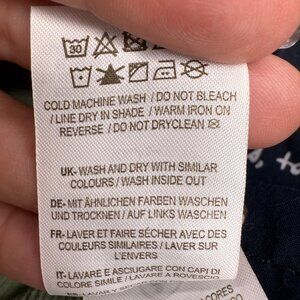 30
COLD MACHINE WASH / DO NOT BLEACH
/ LINE DRY IN SHADE / WARM IRON ON
REVERSE / DO NOT DRYCLEAN
UK- WASH AND DRY WITH SIMILAR
COLOURS / WASH INSIDE OUT
DE- MIT ÄHNLICHEN FARBEN WASCHEN
UND TROCKNEN / AUF LINKS WASCHEN
FR- LAVER ET FAIRE SÉCHER AVEC DES
COULEURS SIMILAIRES / LAVER SUR
L'ENVERS
IT- LAVARE E ASCIUGARE CON CAPI DI
COLORE SIMILE / LAVARE A ROVESCIO